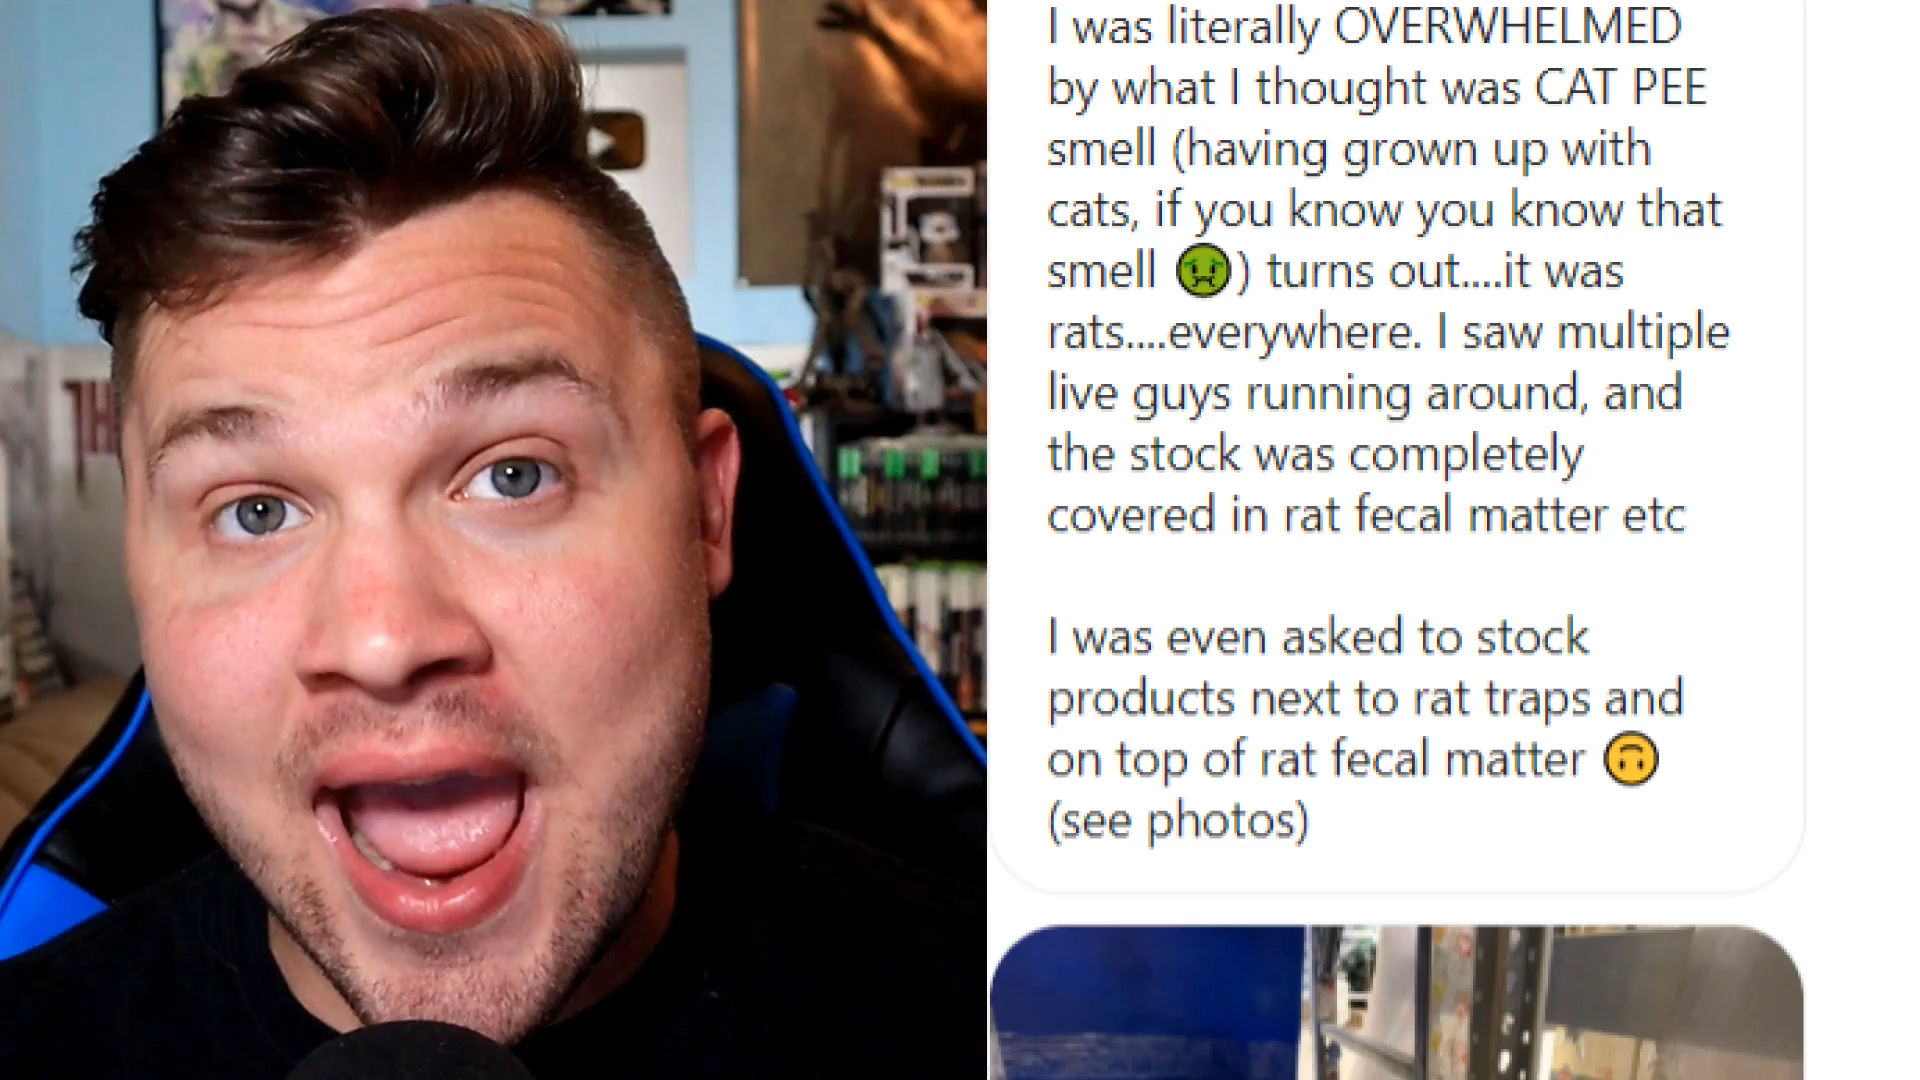 I was literally OVERWHELMED
by what I thought was CAT PEE
smell (having grown up with
cats, if you know you know that
smell 🤢) turns out....it was
rats....everywhere. I saw multiple
live guys running around, and
the stock was completely
covered in rat fecal matter etc
I was even asked to stock
products next to rat traps and
on top of rat fecal matter 🙃
(see photos)